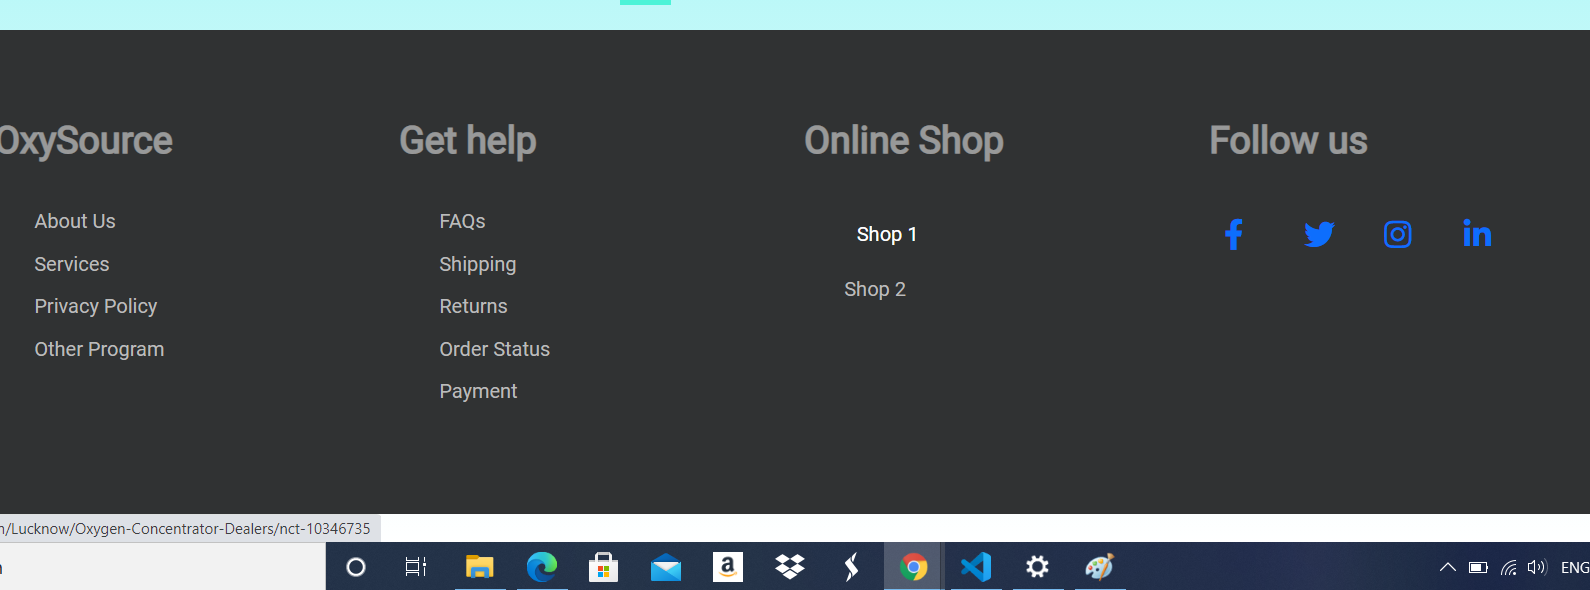 OxySource
About Us
Services
Privacy Policy
Other Program
Get help
FAQs
Shipping
Returns
Order Status
Payment
Online Shop
Shop 1
Shop 2
Follow us
/Lucknow/Oxygen-Concentrator-Dealers/nct-10346735
ENG